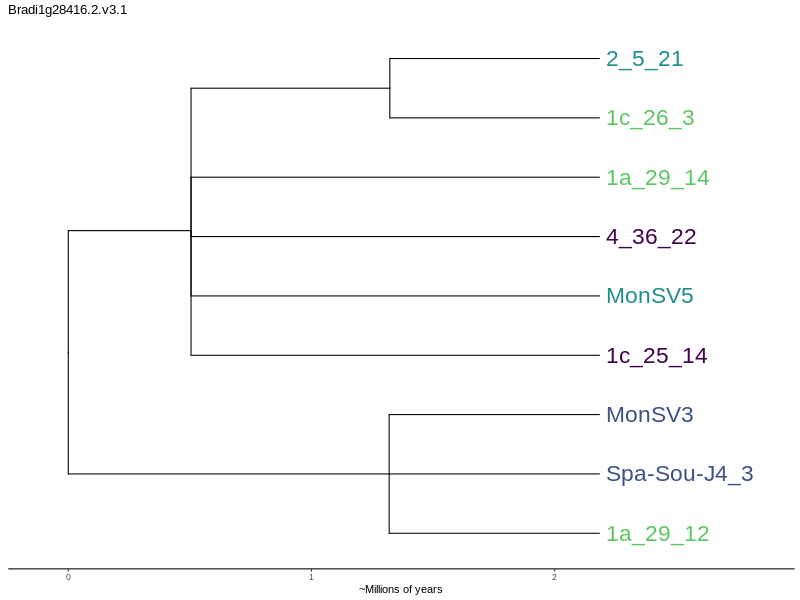 Bradi1g28416.2.v3.1
2_5_21
1c_26_3
1a_29_14
4_36_22
MonSV5
1c_25_14
MonSV3
Spa-Sou-J4_3
1a_29_12
0 1 2
~Millions of years